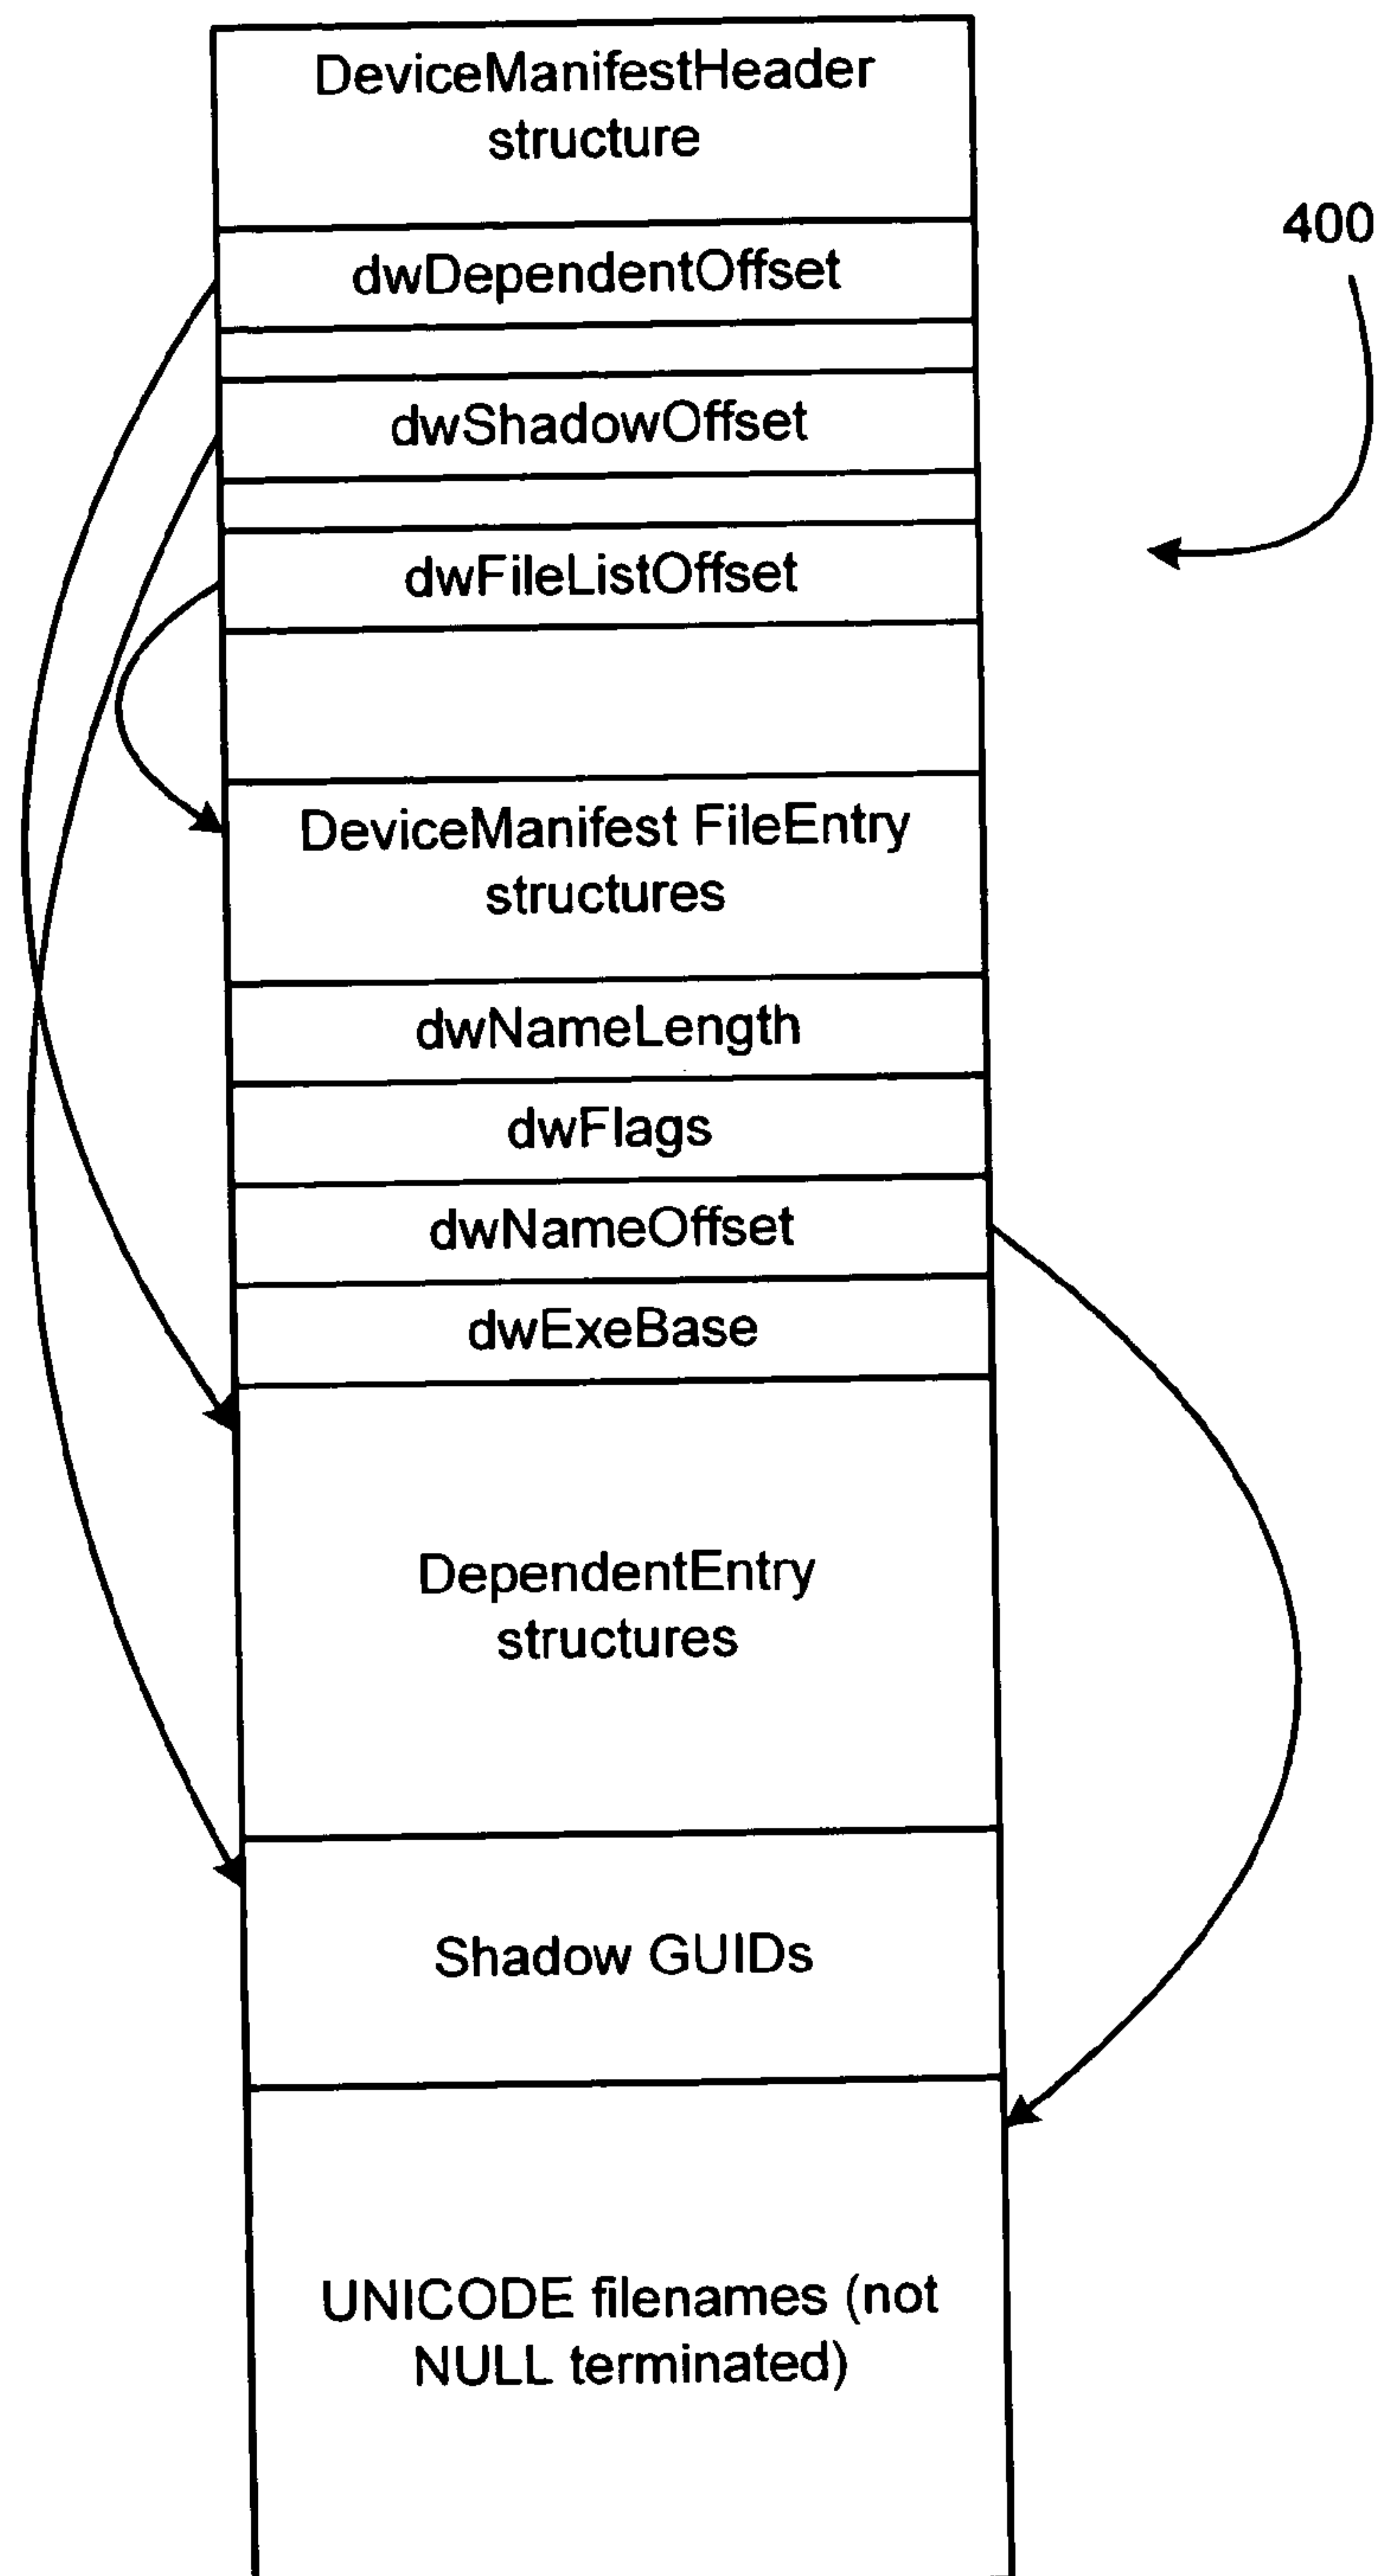 DeviceManifestHeader
structure
dwDependentOffset
400
dwShadowOffset
dwFileListOffset
DeviceManifest FileEntry
structures
dwNameLength
dwFlags
dwNameOffset
dwExeBase
DependentEntry
structures
Shadow GUIDs
UNICODE filenames (not
NULL terminated)